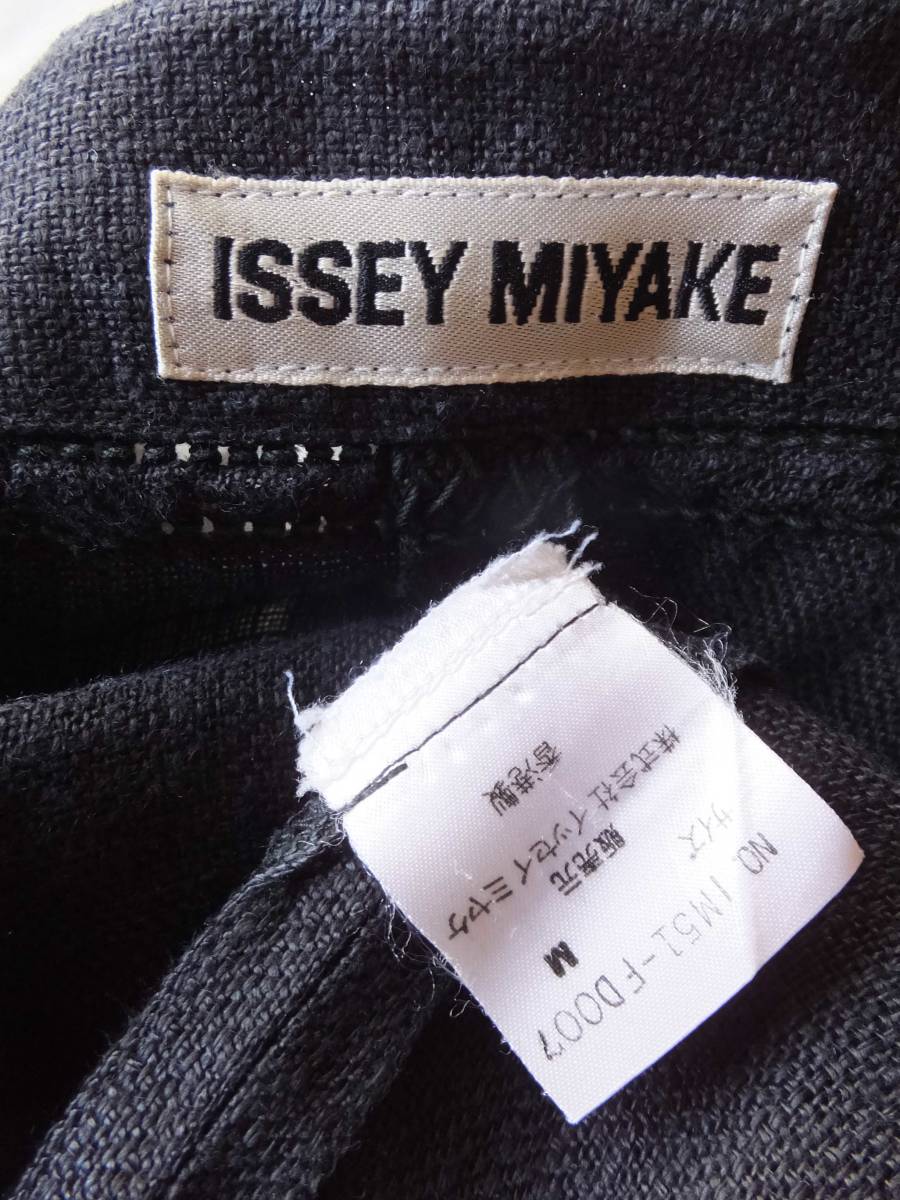 ISSEY MIYAKE
NO. IM51-FD007
サイズ M
販売元
株式会社 イッセイ ミヤケ
香港製